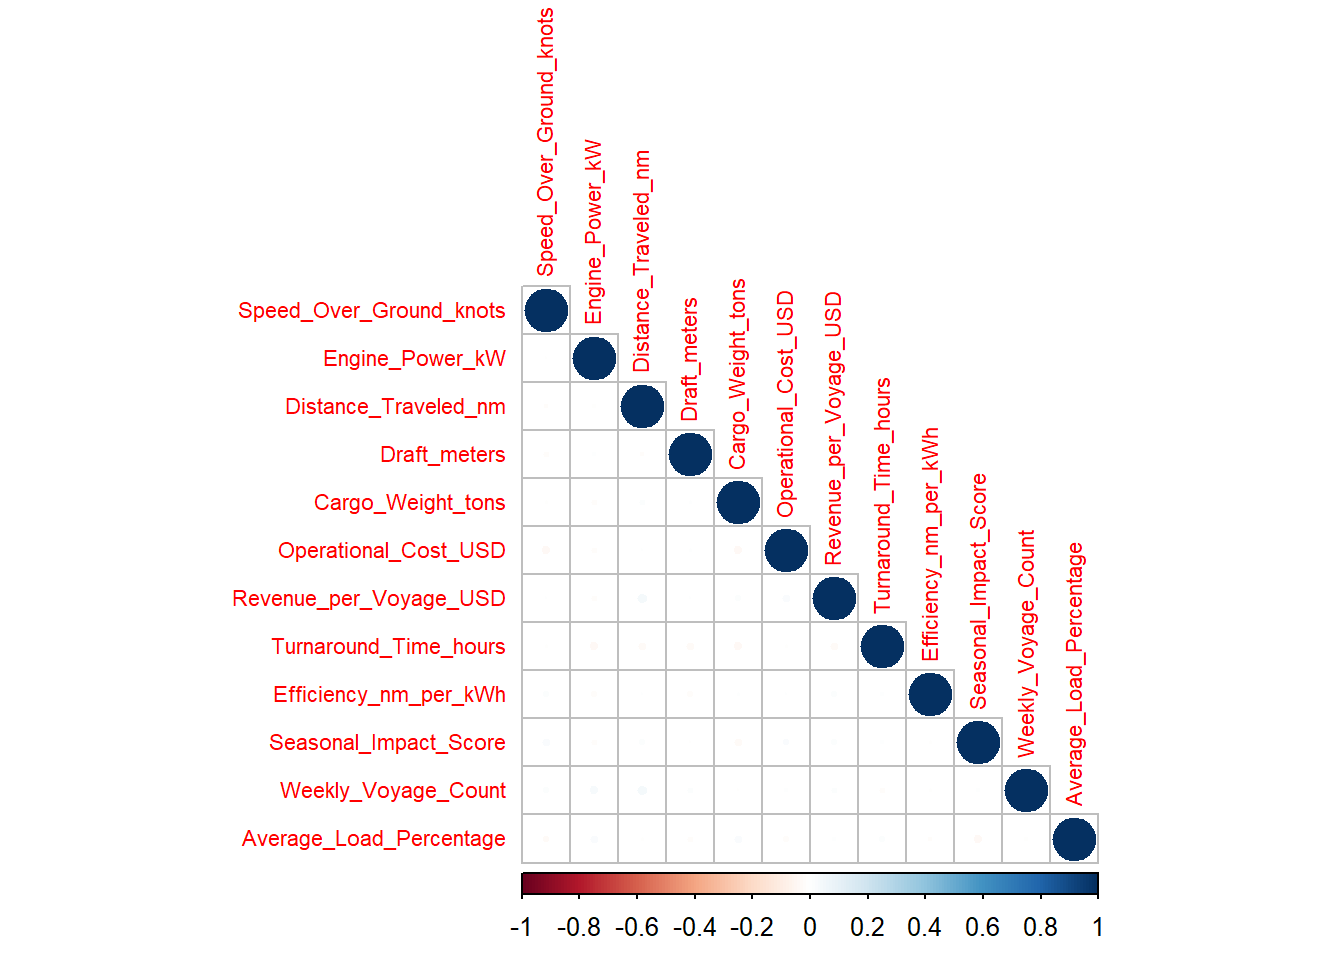 Speed_Over_Ground_knots
Engine_Power_kW
Distance_Traveled_nm
Draft_meters
Cargo_Weight_tons
Operational_Cost_USD
Revenue_per_Voyage_USD
Turnaround_Time_hours
Efficiency_nm_per_kWh
Seasonal_Impact_Score
Weekly_Voyage_Count
Average_Load_Percentage
Speed_Over_Ground_knots
Engine_Power_kW
Distance_Traveled_nm
Draft_meters
Cargo_Weight_tons
Operational_Cost_USD
Revenue_per_Voyage_USD
Turnaround_Time_hours
Efficiency_nm_per_kWh
Seasonal_Impact_Score
Weekly_Voyage_Count
Average_Load_Percentage
-1 -0.8 -0.6 -0.4 -0.2 0 0.2 0.4 0.6 0.8 1